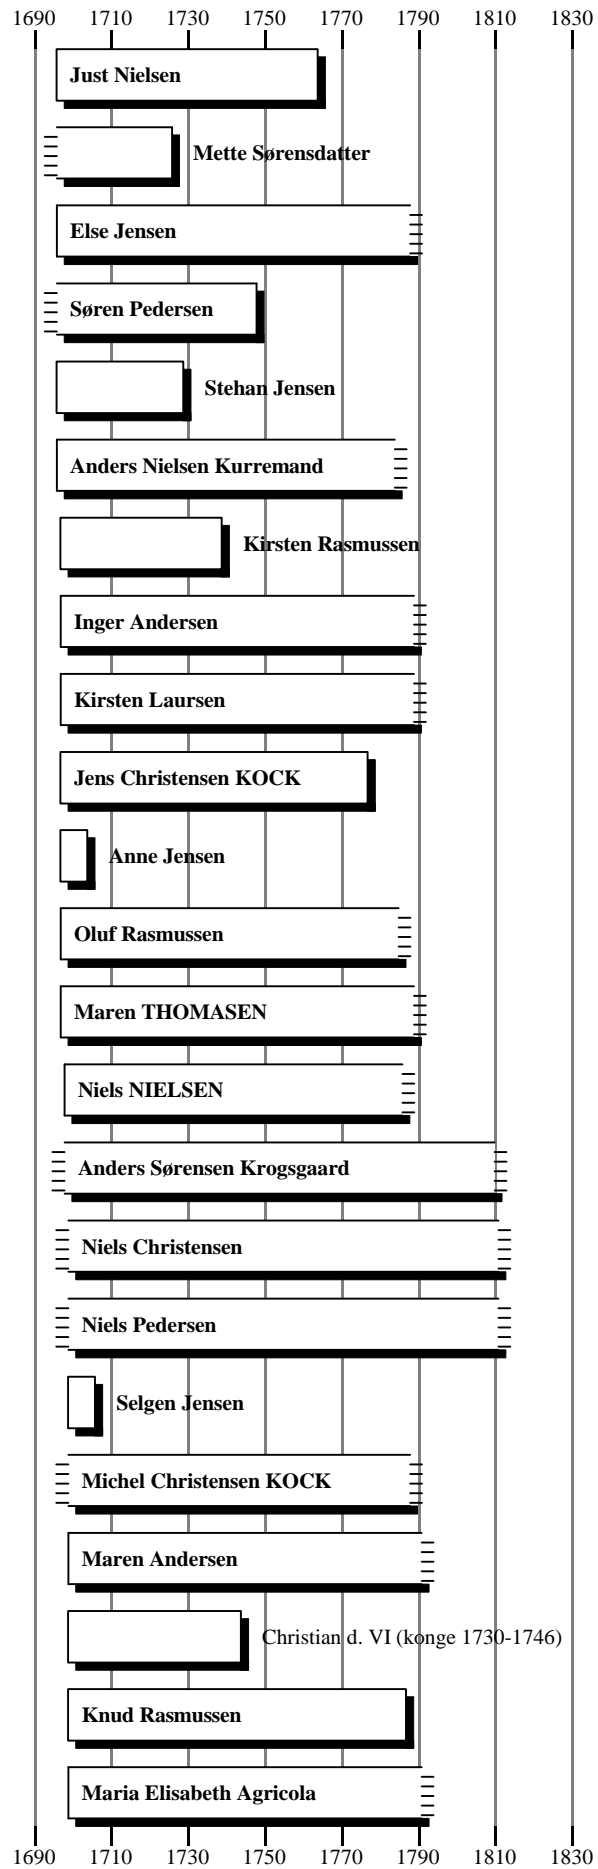 1690 1710 1730 1750 1770 1790 1810 1830
Just Nielsen
Mette Sørensdatter
Else Jensen
Søren Pedersen
Stehan Jensen
Anders Nielsen Kurremand
Kirsten Rasmussen
Inger Andersen
Kirsten Laursen
Jens Christensen KOCK
Anne Jensen
Oluf Rasmussen
Maren THOMASEN
Niels NIELSEN
Anders Sørensen Krogsgaard
Niels Christensen
Niels Pedersen
Selgen Jensen
Michel Christensen KOCK
Maren Andersen
Christian d. VI (konge 1730-1746)
Knud Rasmussen
Maria Elisabeth Agricola
1690 1710 1730 1750 1770 1790 1810 1830